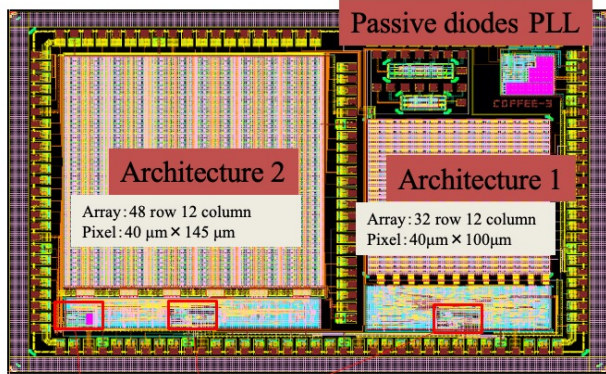 Passive diodes PLL
COFFEE-3
Architecture 2
Array:48 row 12 column
Pixel:40 μm×145 μm
Architecture 1
Array:32 row 12 column
Pixel:40μm×100μm